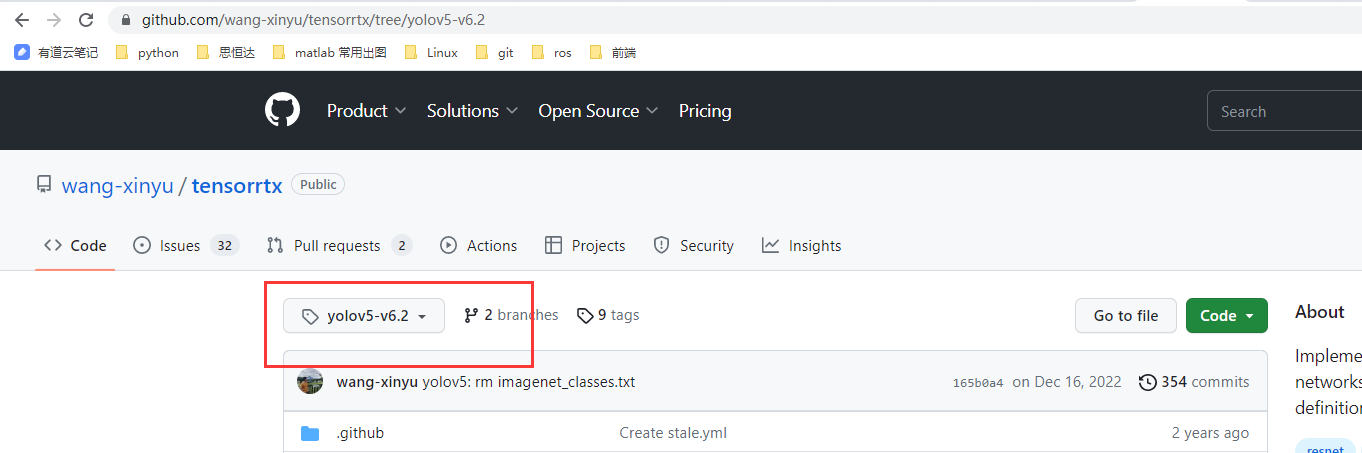 github.com/wang-xinyu/tensorrtx/tree/yolov5-v6.2
有道云笔记 python 思恒达 matlab 常用出图 Linux git ros 前端
Product Solutions Open Source Pricing Search
wang-xinyu / tensorrtx Public
Code Issues 32 Pull requests 2 Actions Projects Security Insights
yolov5-v6.2 2 branches 9 tags Go to file Code
About
wang-xinyu yolov5: rm imagenet_classes.txt 165b0a4 on Dec 16, 2022 354 commits
.github Create stale.yml 2 years ago
networks
resnet